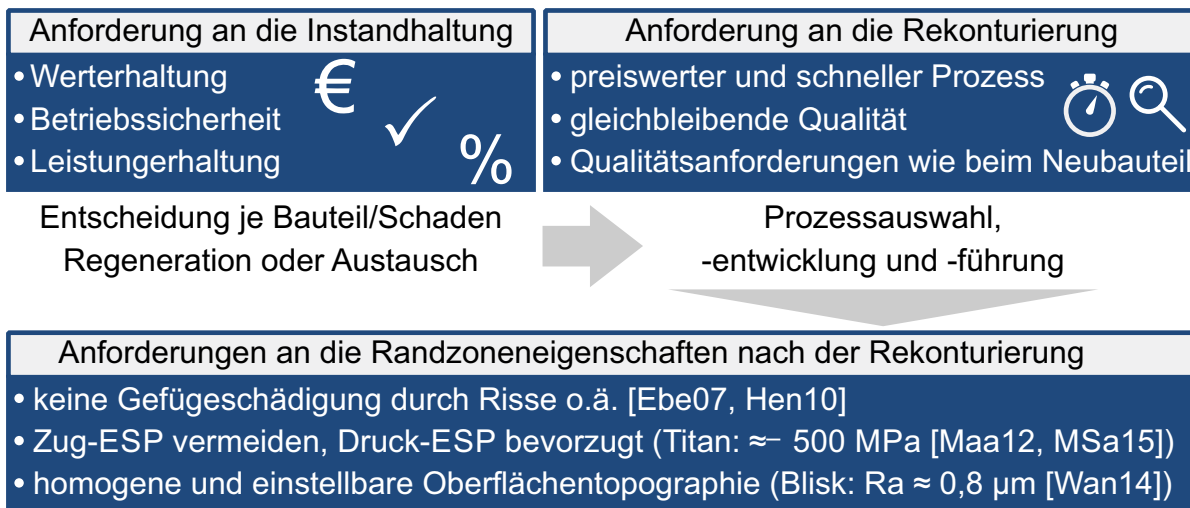 Anforderung an die Instandhaltung
• Werterhaltung
• Betriebssicherheit
• Leistungerhaltung
€
✓
%
Anforderung an die Rekonturierung
• preiswerter und schneller Prozess
• gleichbleibende Qualität
• Qualitätsanforderungen wie beim Neubauteil
Entscheidung je Bauteil/Schaden
Regeneration oder Austausch
Prozessauswahl,
-entwicklung und -führung
Anforderungen an die Randzoneneigenschaften nach der Rekonturierung
• keine Gefügeschädigung durch Risse o.ä. [Ebe07, Hen10]
• Zug-ESP vermeiden, Druck-ESP bevorzugt (Titan: ≈− 500 MPa [Maa12, MSa15])
• homogene und einstellbare Oberflächentopographie (Blisk: Ra ≈ 0,8 µm [Wan14])